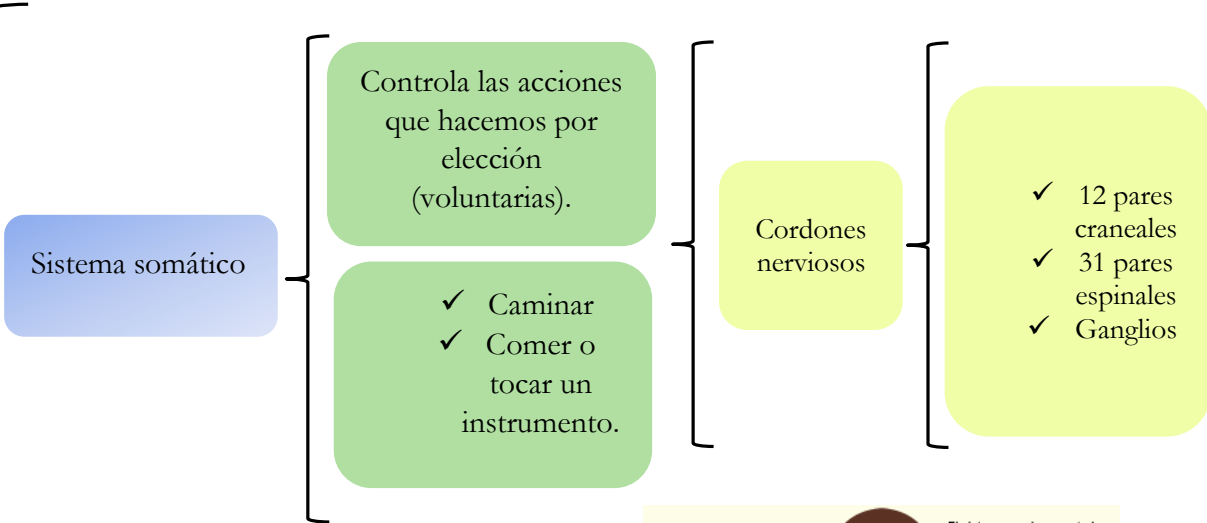 Sistema somático
Controla las acciones
que hacemos por
elección
(voluntarias).
✓ Caminar
✓ Comer o
tocar un
instrumento.
Cordones
nerviosos
✓ 12 pares
craneales
✓ 31 pares
espinales
✓ Ganglios